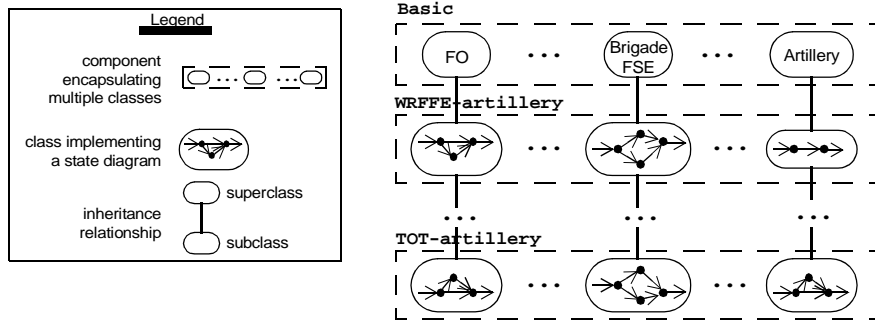 Legend
component
encapsulating
multiple classes
class implementing
a state diagram
superclass
inheritance
relationship
subclass
Basic
FO
Brigade
FSE
Artillery
WRFFE-artillery
TOT-artillery